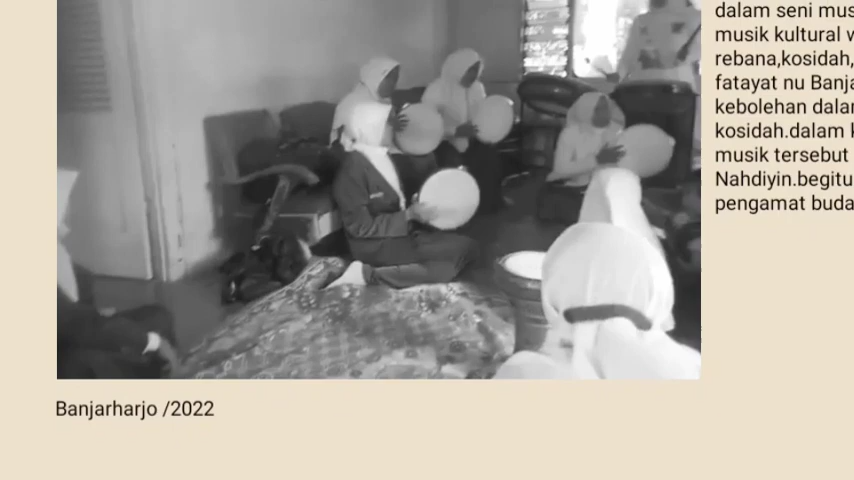 dalam seni mus
musik kultural
rebana,kosidah,
fatayat nu Banja
kebolehan dalam
kosidah.dalam
musik tersebut
Nahdiyin.begitu
pengamat buda
Banjarharjo /2022